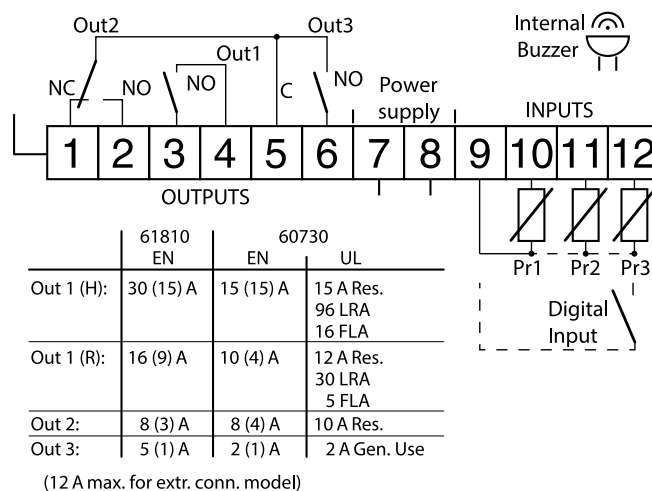 Out2
Out3
Internal
Buzzer
Out1
NC
NO
NO
C
NO
Power
supply
INPUTS
1 2 3 4 5 6 7 8 9 10 11 12
OUTPUTS
Pr1 Pr2 Pr3
Digital
Input
61810 60730
EN EN UL
Out 1 (H): 30 (15) A 15 (15) A 15 A Res.
96 LRA
16 FLA
Out 1 (R): 16 (9) A 10 (4) A 12 A Res.
30 LRA
5 FLA
Out 2: 8 (3) A 8 (4) A 10 A Res.
Out 3: 5 (1) A 2 (1) A 2 A Gen. Use
(12 A max. for extr. conn. model)